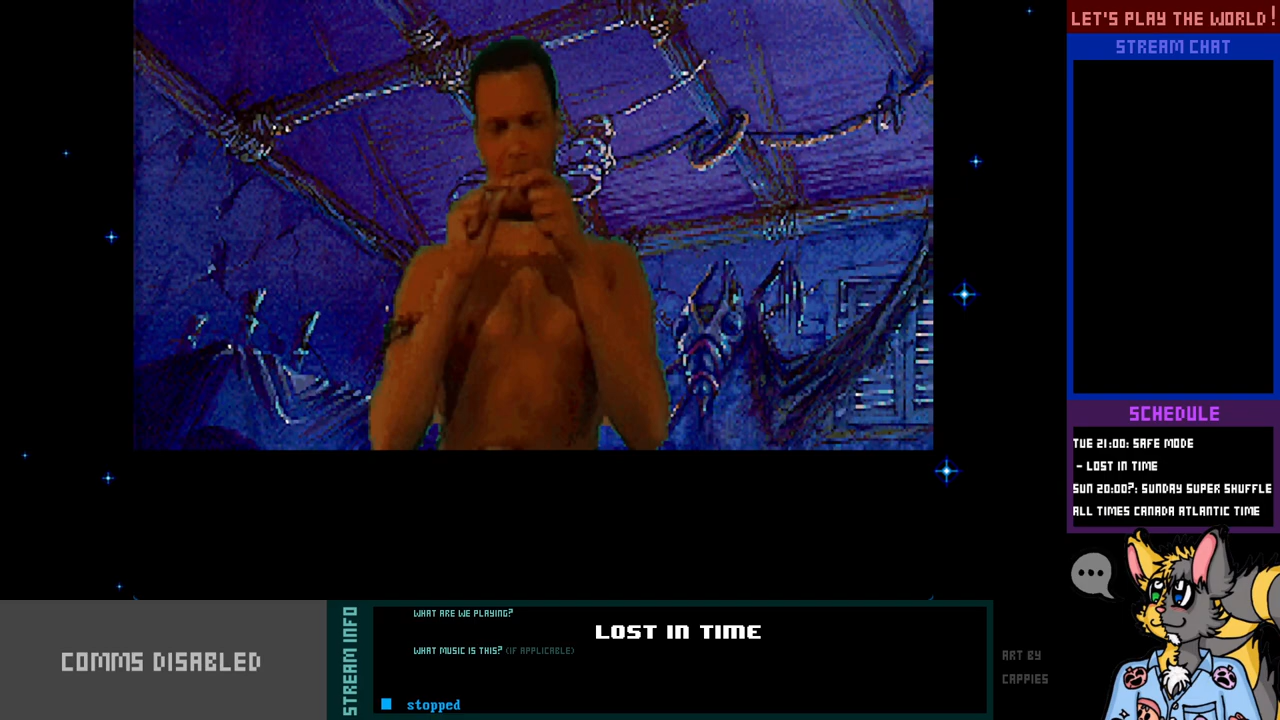 LET'S PLAY THE WORLD!
STREAM CHAT
SCHEDULE
TUE 21:00: SAFE MODE
- LOST IN TIME
SUN 20:00?: SUNDAY SUPER SHUFFLE
ALL TIMES CANADA ATLANTIC TIME
COMMS DISABLED
STREAM INFO
WHAT ARE WE PLAYING?
LOST IN TIME
WHAT MUSIC IS THIS? (IF APPLICABLE)
stopped
ART BY
CAPPIES